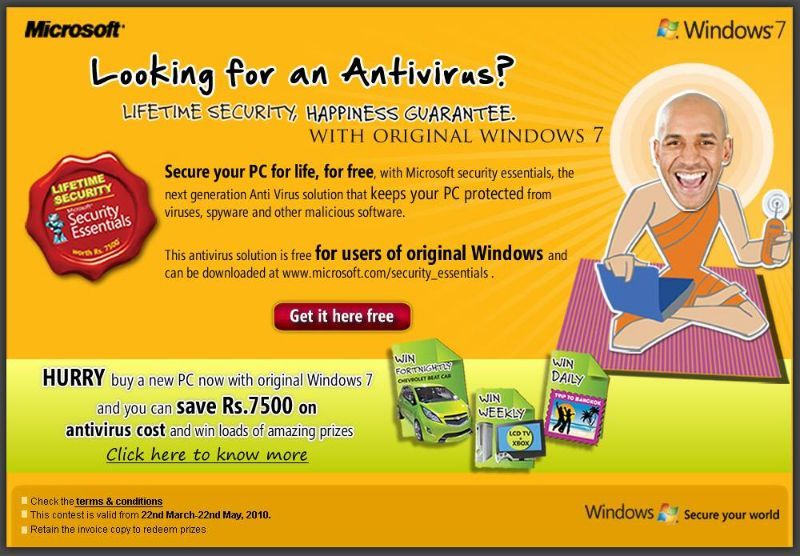 Microsoft
Windows 7
Looking for an Antivirus?
LIFETIME SECURITY, HAPPINESS GUARANTEE.
WITH ORIGINAL WINDOWS 7
LIFETIME
SECURITY
Microsoft
Security
Essentials
worth Rs. 7500
Secure your PC for life, for free, with Microsoft security essentials, the
next generation Anti Virus solution that keeps your PC protected from
viruses, spyware and other malicious software.
This antivirus solution is free for users of original Windows and
can be downloaded at www.microsoft.com/security_essentials .
Get it here free
HURRY buy a new PC now with original Windows 7
and you can save Rs.7500 on
antivirus cost and win loads of amazing prizes
Click here to know more
WIN
FORTNIGHTLY
CHEVROLET BEAT CAR
WIN
WEEKLY
LCD TV
+
XBOX
WIN
DAILY
TRIP TO BANGKOK
Check the terms & conditions
This contest is valid from 22nd March-22nd May, 2010.
Retain the invoice copy to redeem prizes
Windows Secure your world